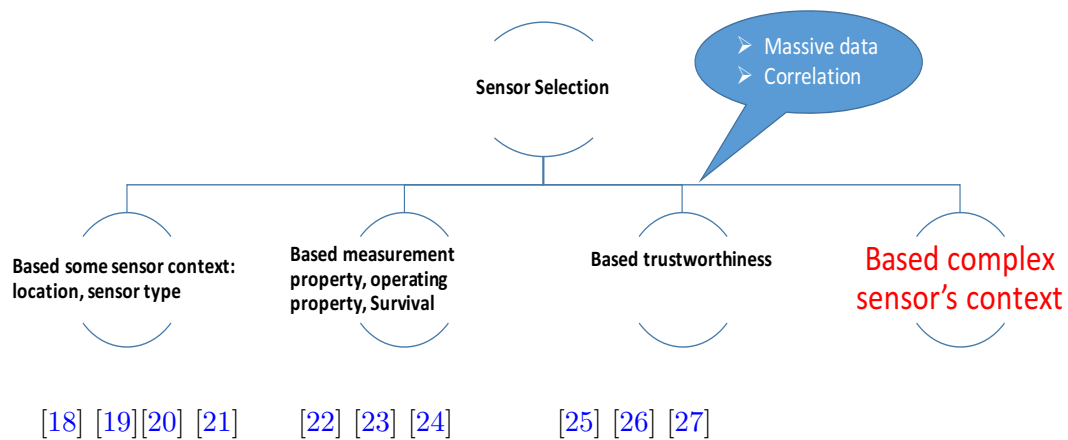 Sensor Selection
➢ Massive data
➢ Correlation
Based some sensor context:
location, sensor type
Based measurement
property, operating
property, Survival
Based trustworthiness
Based complex
sensor's context
[18] [19][20] [21]
[22] [23] [24]
[25] [26] [27]